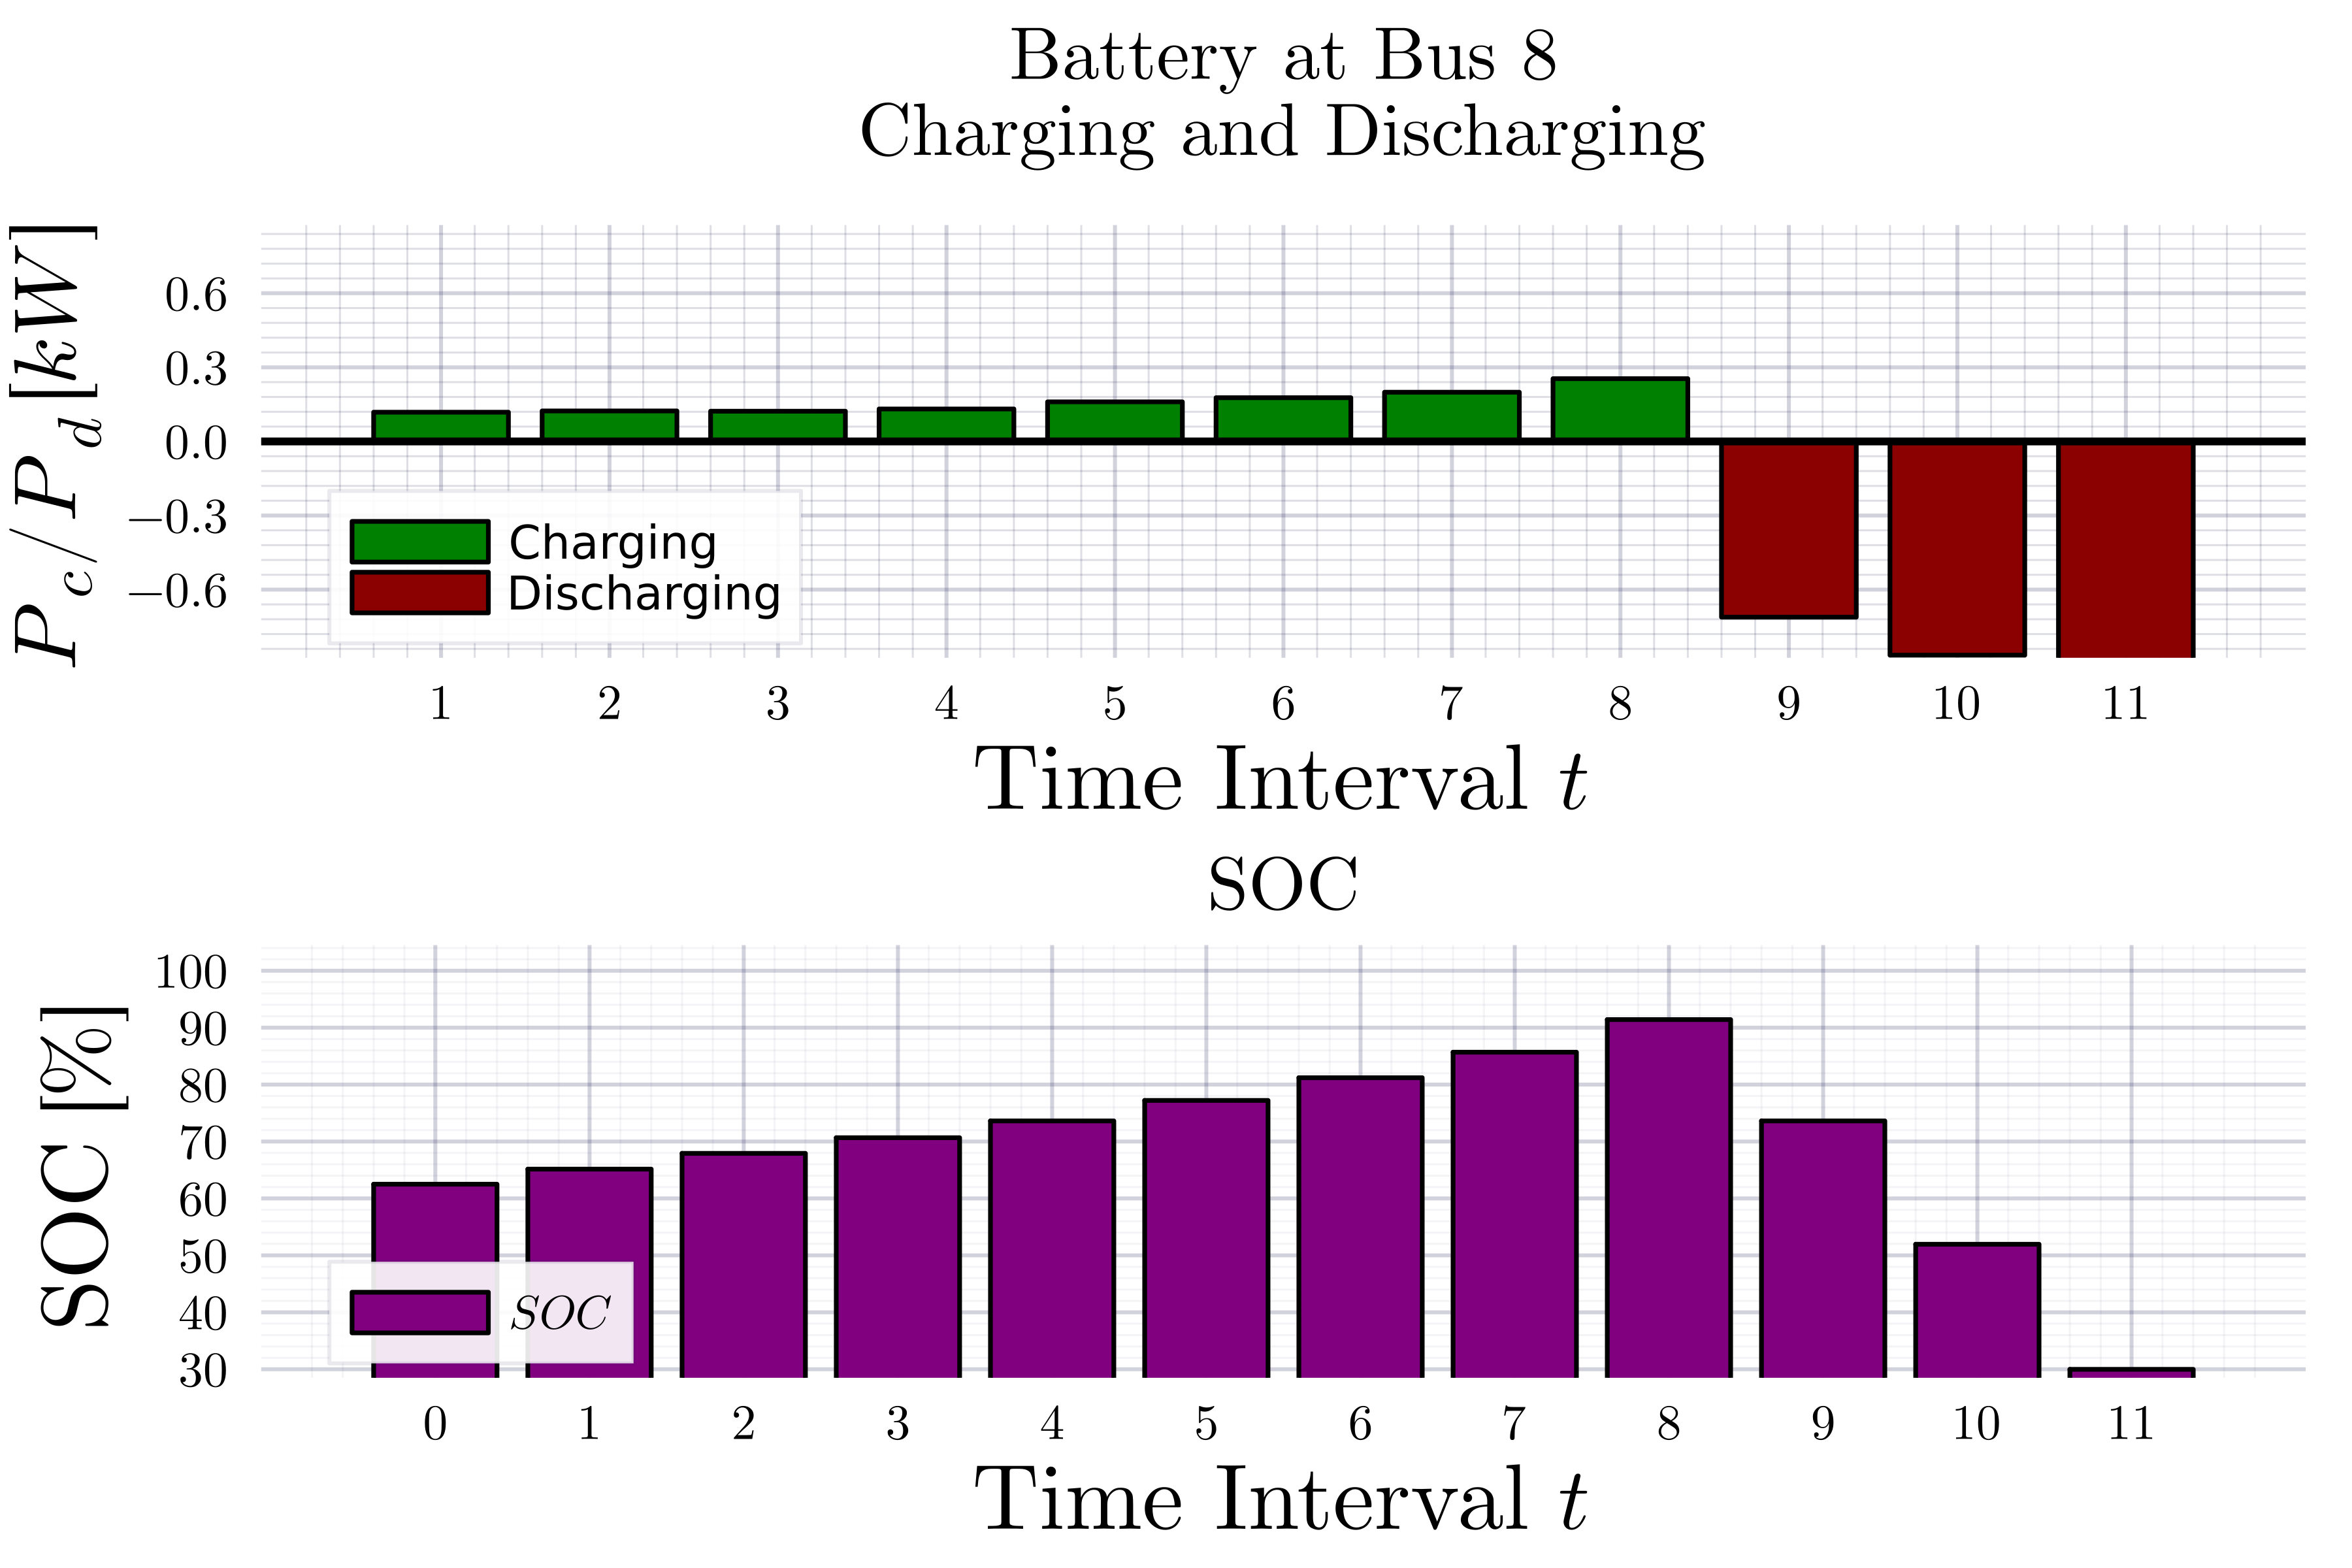 Battery at Bus 8
Charging and Discharging
P_c/P_d [kW]
0.6
0.3
0.0
−0.3
−0.6
Charging
Discharging
1 2 3 4 5 6 7 8 9 10 11
Time Interval t
SOC
SOC [%]
100
90
80
70
60
50
40
30
SOC
0 1 2 3 4 5 6 7 8 9 10 11
Time Interval t